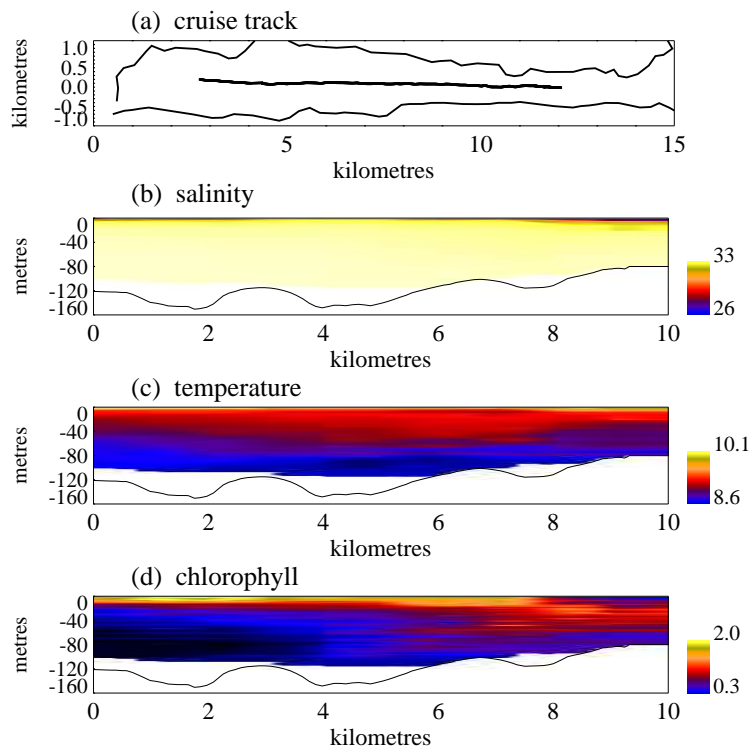 (a) cruise track
kilometres
1.0
0.5
0.0
-0.5
-1.0
0 5 10 15
kilometres
(b) salinity
metres
0
-40
-80
-120
-160
33
26
0 2 4 6 8 10
kilometres
(c) temperature
metres
0
-40
-80
-120
-160
10.1
8.6
0 2 4 6 8 10
kilometres
(d) chlorophyll
metres
0
-40
-80
-120
-160
2.0
0.3
0 2 4 6 8 10
kilometres